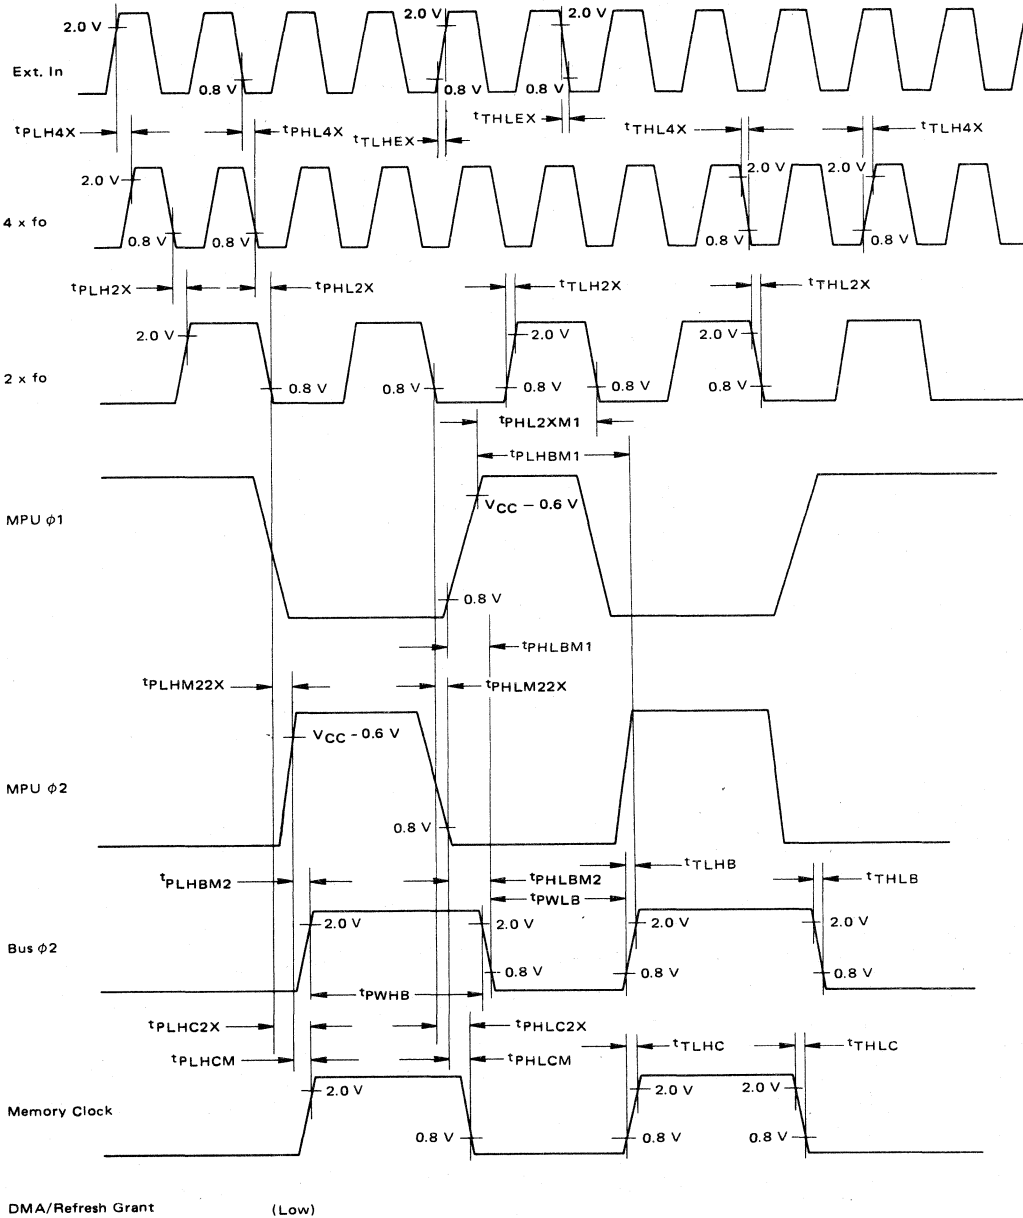 2.0 V
2.0 V
2.0 V
Ext. In
0.8 V
0.8 V
0.8 V
tPLH4X
tPHL4X
tTLHEX
tTHLEX
tTHL4X
tTLH4X
2.0 V
2.0 V
2.0 V
4 x fo
0.8 V
0.8 V
0.8 V
0.8 V
tPLH2X
tPHL2X
tTLH2X
tTHL2X
2.0 V
2.0 V
2.0 V
2 x fo
0.8 V
0.8 V
0.8 V
0.8 V
0.8 V
tPHL2XM1
tPLHBM1
MPU φ1
VCC – 0.6 V
0.8 V
tPHLBM1
tPLHM22X
tPHLM22X
VCC – 0.6 V
MPU φ2
0.8 V
tPLHBM2
tPHLBM2
tTLHB
tTHLB
tPWLB
Bus φ2
2.0 V
2.0 V
2.0 V
2.0 V
0.8 V
0.8 V
0.8 V
tPWHB
tPLHC2X
tPHLC2X
tPLHCM
tPHLCM
tTLHC
tTHLC
Memory Clock
2.0 V
2.0 V
2.0 V
0.8 V
0.8 V
0.8 V
DMA/Refresh Grant (Low)